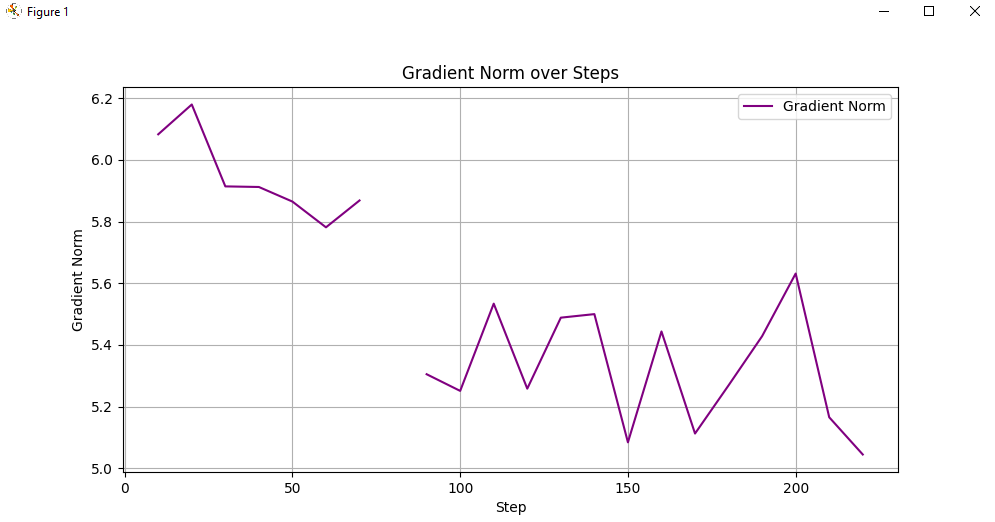 Figure 1
Gradient Norm over Steps
Gradient Norm
6.2
6.0
5.8
5.6
5.4
5.2
5.0
Gradient Norm
0 50 100 150 200
Step